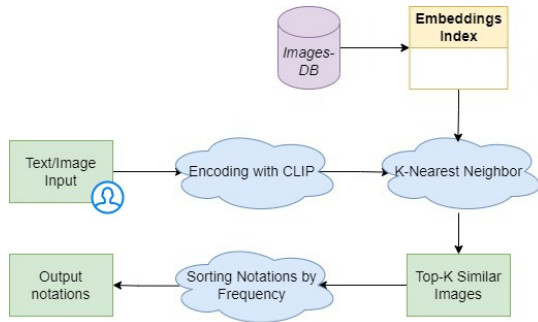 Images-
DB
Embeddings
Index
Text/Image
Input
Encoding with CLIP
K-Nearest Neighbor
Output
notations
Sorting Notations by
Frequency
Top-K Similar
Images